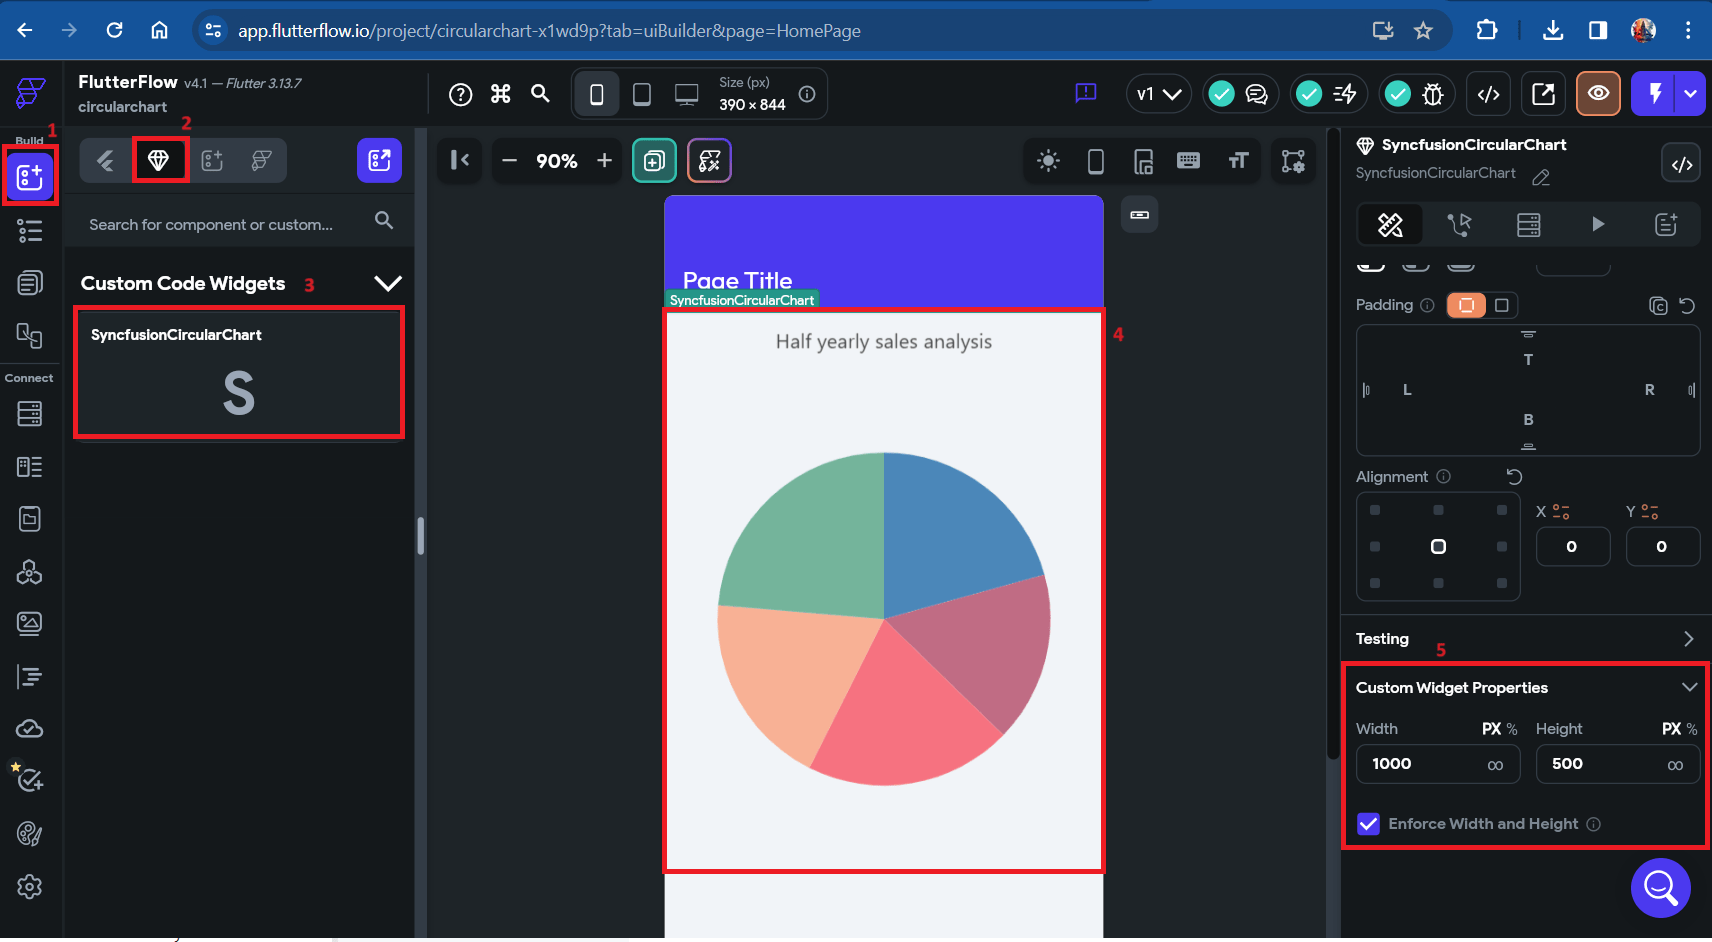 app.flutterflow.io/project/circularchart-x1wd9p?tab=uiBuilder&page=HomePage
FlutterFlow v4.1 — Flutter 3.13.7
circularchart
Size (px)
390 × 844
v1
Build
1
2
90%
SyncfusionCircularChart
SyncfusionCircularChart
Search for component or custom...
Custom Code Widgets 3
SyncfusionCircularChart
S
Connect
Page Title
SyncfusionCircularChart
4
Half yearly sales analysis
Padding
T
L
R
B
Alignment
X
Y
0
0
Testing
5
Custom Widget Properties
Width PX % Height PX %
1000 ∞ 500 ∞
Enforce Width and Height